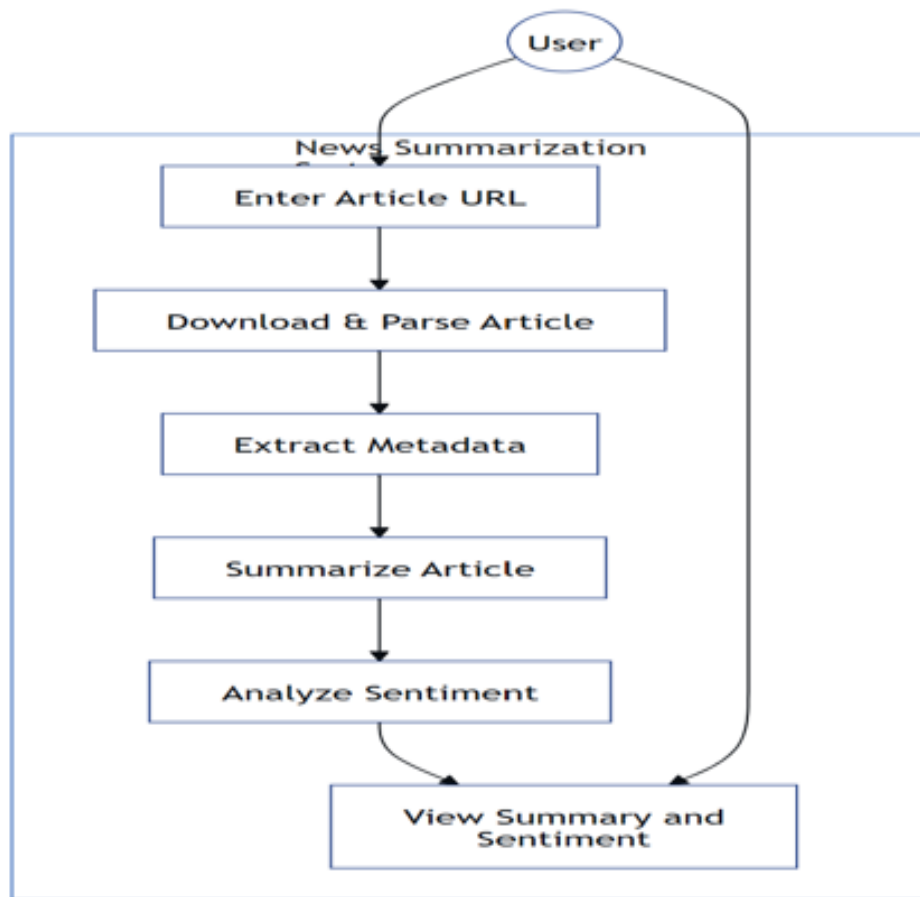 User
News Summarization
Enter Article URL
Download & Parse Article
Extract Metadata
Summarize Article
Analyze Sentiment
View Summary and
Sentiment